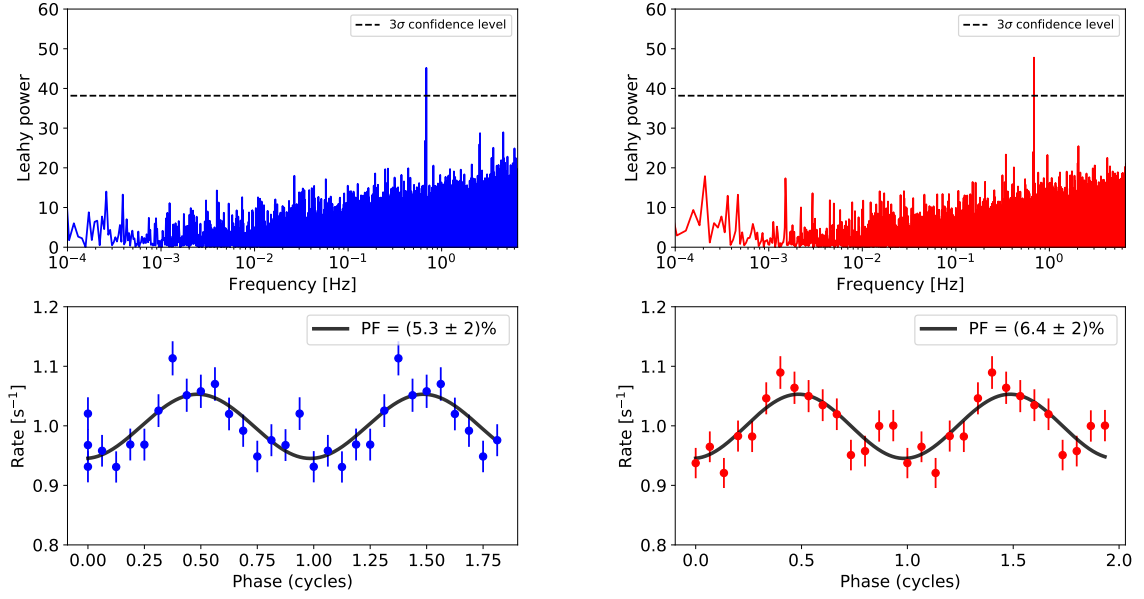 60
50
40
30
20
10
0
Leahy power
3σ confidence level
10⁻⁴ 10⁻³ 10⁻² 10⁻¹ 10⁰
Frequency [Hz]
60
50
40
30
20
10
0
Leahy power
3σ confidence level
10⁻⁴ 10⁻³ 10⁻² 10⁻¹ 10⁰
Frequency [Hz]
1.2
1.1
1.0
0.9
0.8
Rate [s⁻¹]
PF = (5.3 ± 2)%
0.00 0.25 0.50 0.75 1.00 1.25 1.50 1.75
Phase (cycles)
1.2
1.1
1.0
0.9
0.8
Rate [s⁻¹]
PF = (6.4 ± 2)%
0.0 0.5 1.0 1.5 2.0
Phase (cycles)